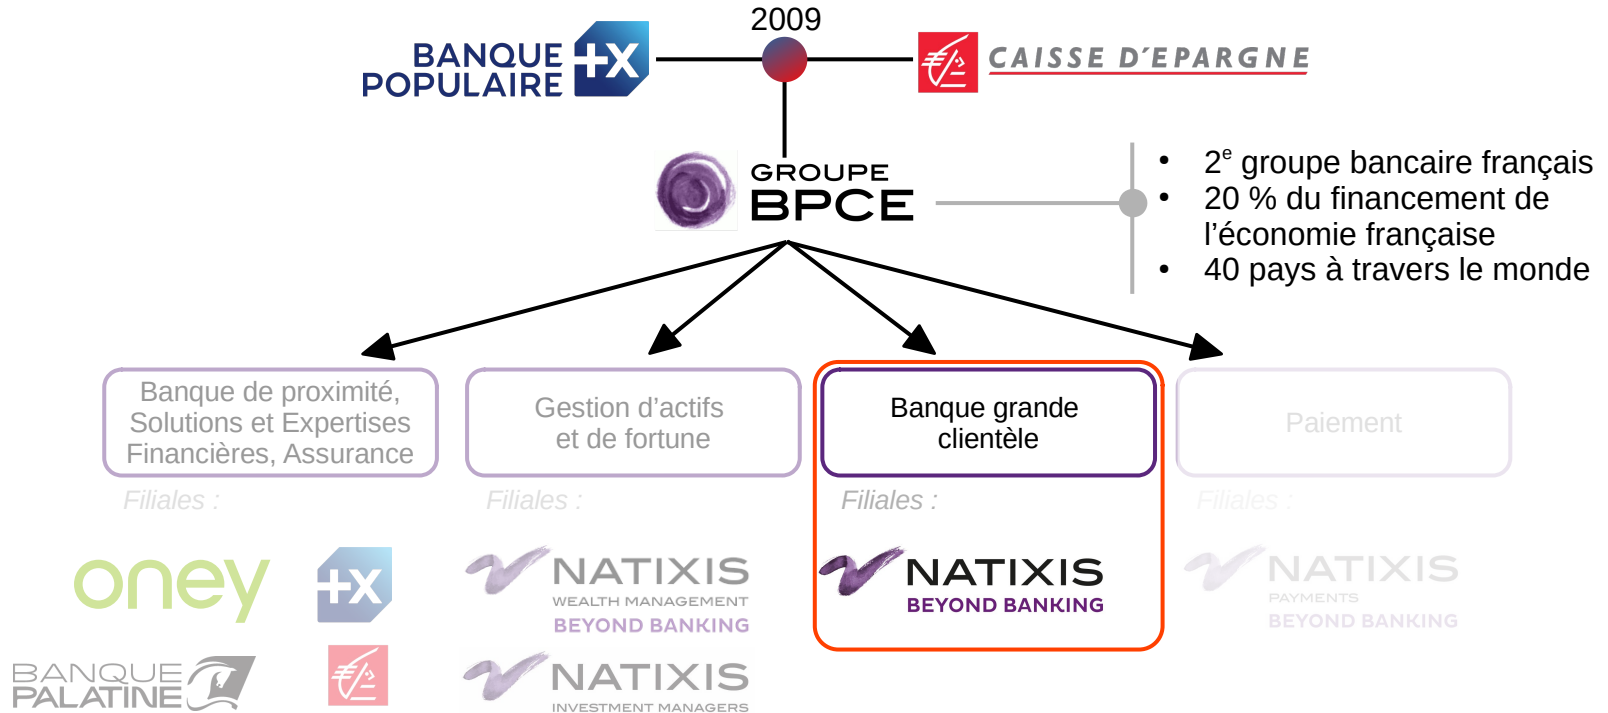 2009
BANQUE
POPULAIRE
+X
CAISSE D'EPARGNE
GROUPE
BPCE
• 2e groupe bancaire français
• 20 % du financement de
l’économie française
• 40 pays à travers le monde
Banque de proximité,
Solutions et Expertises
Financières, Assurance
Gestion d’actifs
et de fortune
Banque grande
clientèle
Paiement
Filiales :
Filiales :
Filiales :
Filiales :
oney
+X
BANQUE
PALATINE
NATIXIS
WEALTH MANAGEMENT
BEYOND BANKING
NATIXIS
INVESTMENT MANAGERS
NATIXIS
BEYOND BANKING
NATIXIS
PAYMENTS
BEYOND BANKING